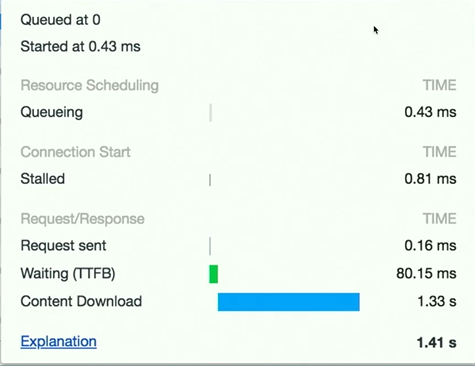 Queued at 0
Started at 0.43 ms
Resource Scheduling TIME
Queueing 0.43 ms
Connection Start TIME
Stalled 0.81 ms
Request/Response TIME
Request sent 0.16 ms
Waiting (TTFB) 80.15 ms
Content Download 1.33 s
Explanation 1.41 s